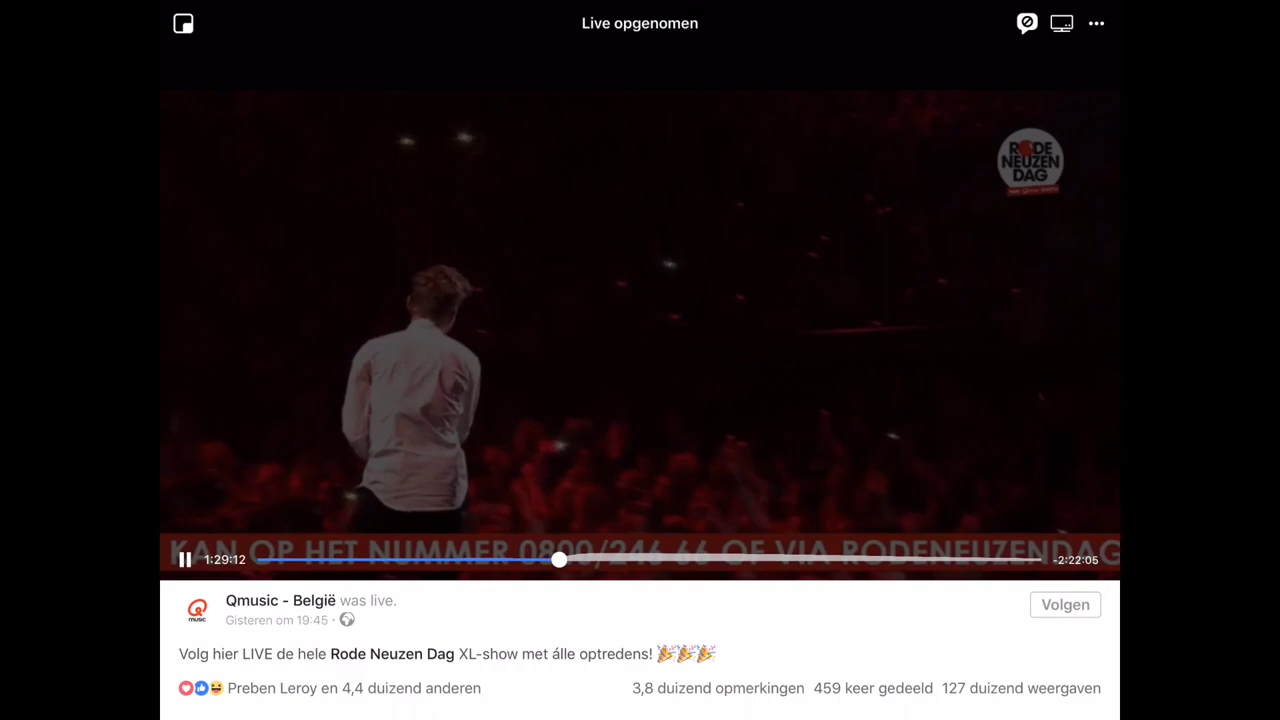 Live opgenomen
RODE
NEUZEN
DAG
KAN OP HET NUMMER 0800/246 66 OF VIA RODENEUZENDAG
1:29:12
-2:22:05
Qmusic - België was live.
Volgen
MUSIC
Gisteren om 19:45 ·
Volg hier LIVE de hele Rode Neuzen Dag XL-show met álle optredens! 🎉🎉🎉
Preben Leroy en 4,4 duizend anderen
3,8 duizend opmerkingen 459 keer gedeeld 127 duizend weergaven